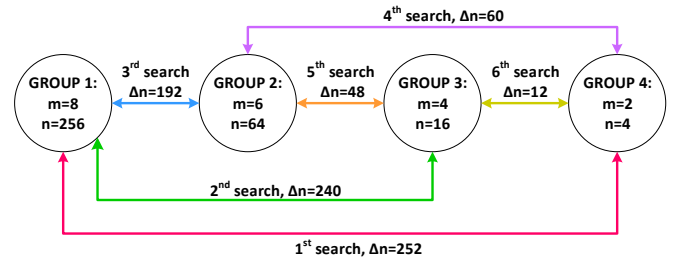 4th search, Δn=60
GROUP 1:
m=8
n=256
3rd search
Δn=192
GROUP 2:
m=6
n=64
5th search
Δn=48
GROUP 3:
m=4
n=16
6th search
Δn=12
GROUP 4:
m=2
n=4
2nd search, Δn=240
1st search, Δn=252